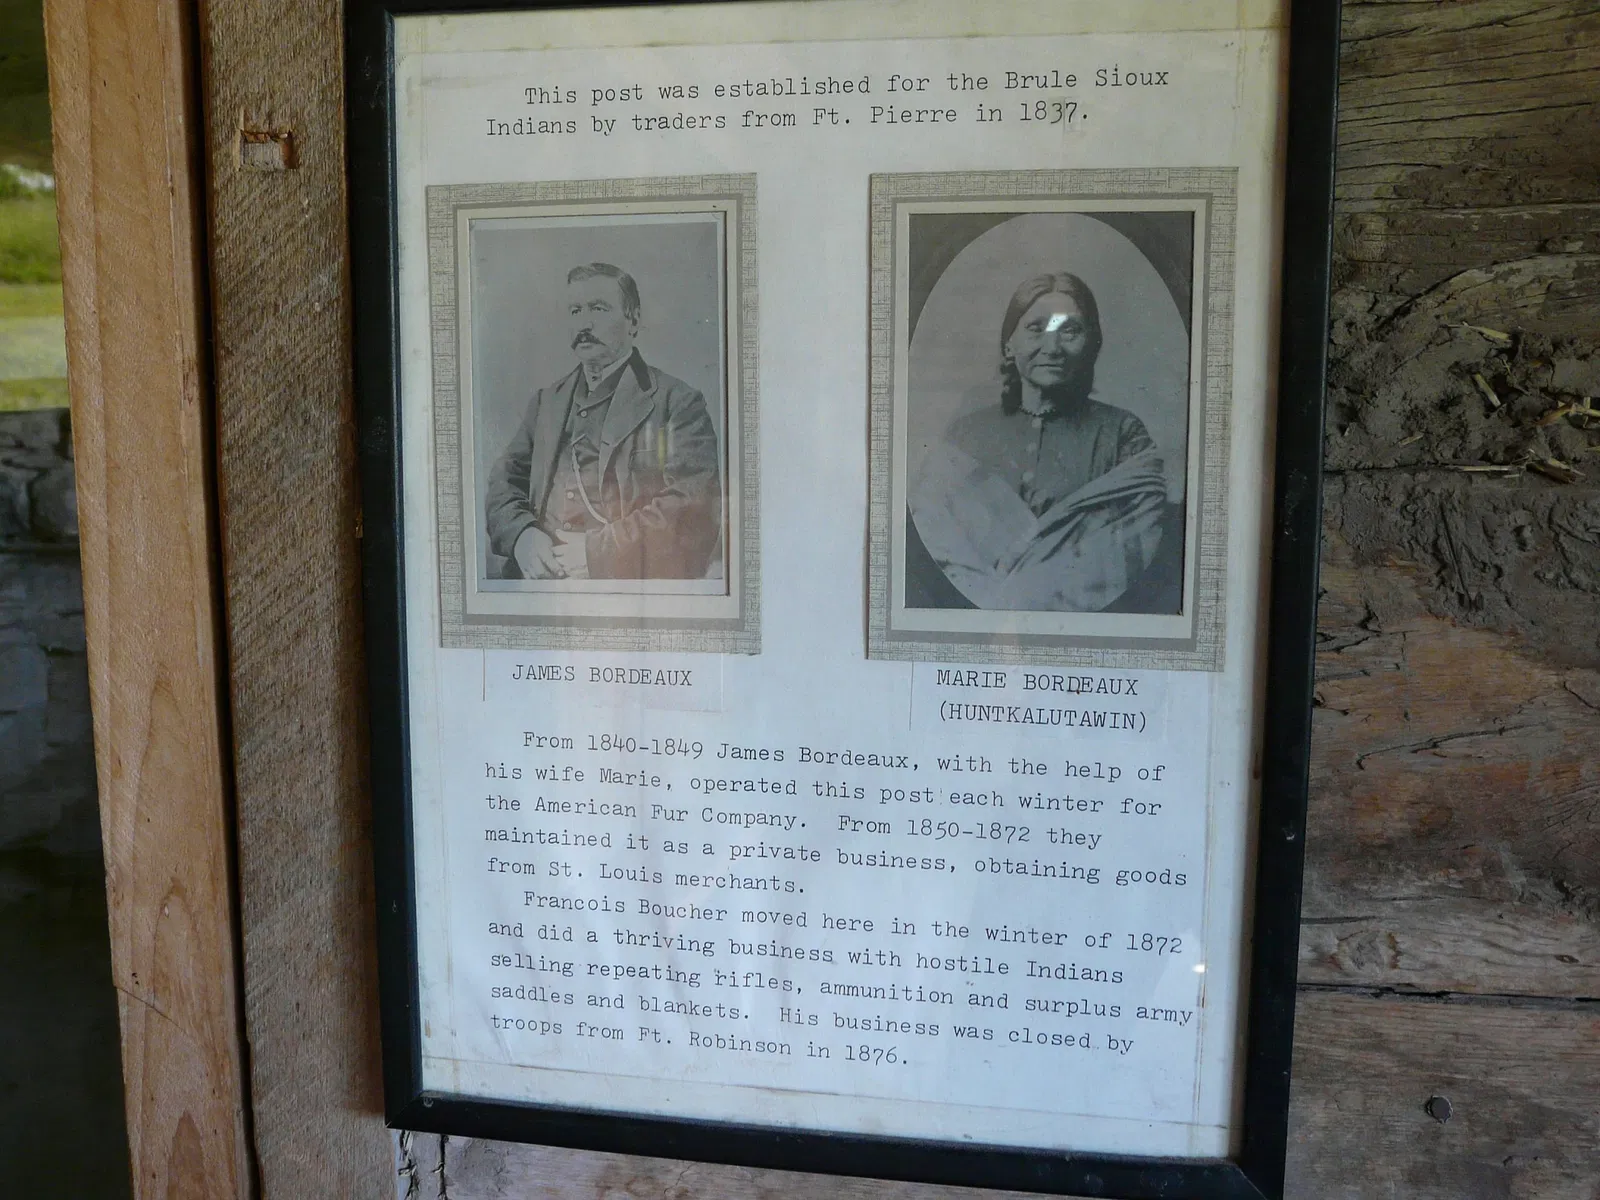 This post was established for the Brule Sioux
Indians by traders from Ft. Pierre in 1837.
JAMES BORDEAUX
MARIE BORDEAUX
(HUNTKALUTAWIN)
From 1840-1849 James Bordeaux, with the help of
his wife Marie, operated this post each winter for
the American Fur Company. From 1850-1872 they
maintained it as a private business, obtaining goods
from St. Louis merchants.
Francois Boucher moved here in the winter of 1872
and did a thriving business with hostile Indians
selling repeating rifles, ammunition and surplus army
saddles and blankets. His business was closed by
troops from Ft. Robinson in 1876.